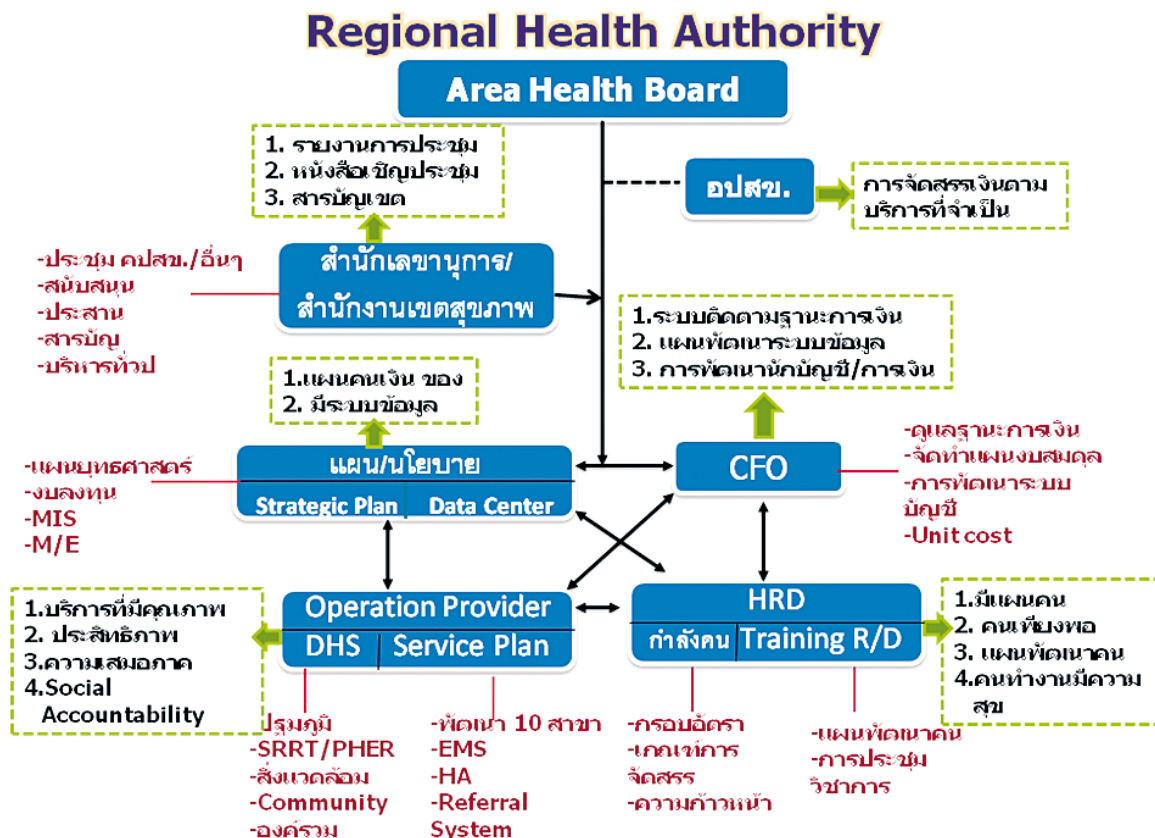 Regional Health Authority
Area Health Board
1. รายงานการประชุม
2. หนังสือเชิญประชุม
3. สารบัญเขต
อปสข.
การจัดสรรเงินตาม
บริการที่จำเป็น
-ประชุม คปสข./อื่นๆ
-สนับสนุน
-ประสาน
-สารบัญ
-บริหารทั่วป
สำนักเลขานุการ/
สำนักงานเขตสุขภาพ
1.ระบบติดตามฐานะการเงิน
2. แผนพัฒนาระบบข้อมูล
3. การพัฒนานักบัญชี/การเงิน
1.แผนคนเงิน ของ
2. มีระบบข้อมูล
-แผนยุทธศาสตร์
-งบลงทุน
-MIS
-M/E
แผน/นโยบาย
Strategic Plan
Data Center
CFO
-ดูแลฐานะการเงิน
-จัดทำแผนงบสมดุล
-การพัฒนาระบบ
บัญชี
-Unit cost
1.บริการที่มีคุณภาพ
2. ประสิทธิภาพ
3.ความเสมอภาค
4.Social
Accountability
Operation Provider
DHS
Service Plan
HRD
กำลังคน
Training R/D
1.มีแผนคน
2. คนเพียงพอ
3. แผนพัฒนาคน
4.คนทำงานมีความ
สุข
-ปฐมภูมิ
-SRRT/PHER
-สิ่งแวดล้อม
-Community
-องค์รวม
-พัฒนา 10 สาขา
-EMS
-HA
-Referral
System
-กรอบอัตรา
-เกณฑ์การ
จัดสรร
-ความก้าวหน้า
-แผนพัฒนาคน
-การประชุม
วิชาการ